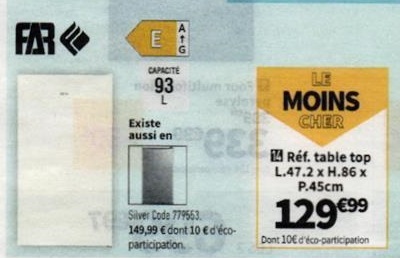 FAR
E
A
G
CAPACITÉ
93
L
Existe
aussi en
Silver Code 779563.
149,99 € dont 10 € d'éco-
participation.
LE
MOINS
CHER
14 Réf. table top
L.47.2 x H.86 x
P.45cm
129€99
Dont 10€ d'éco-participation